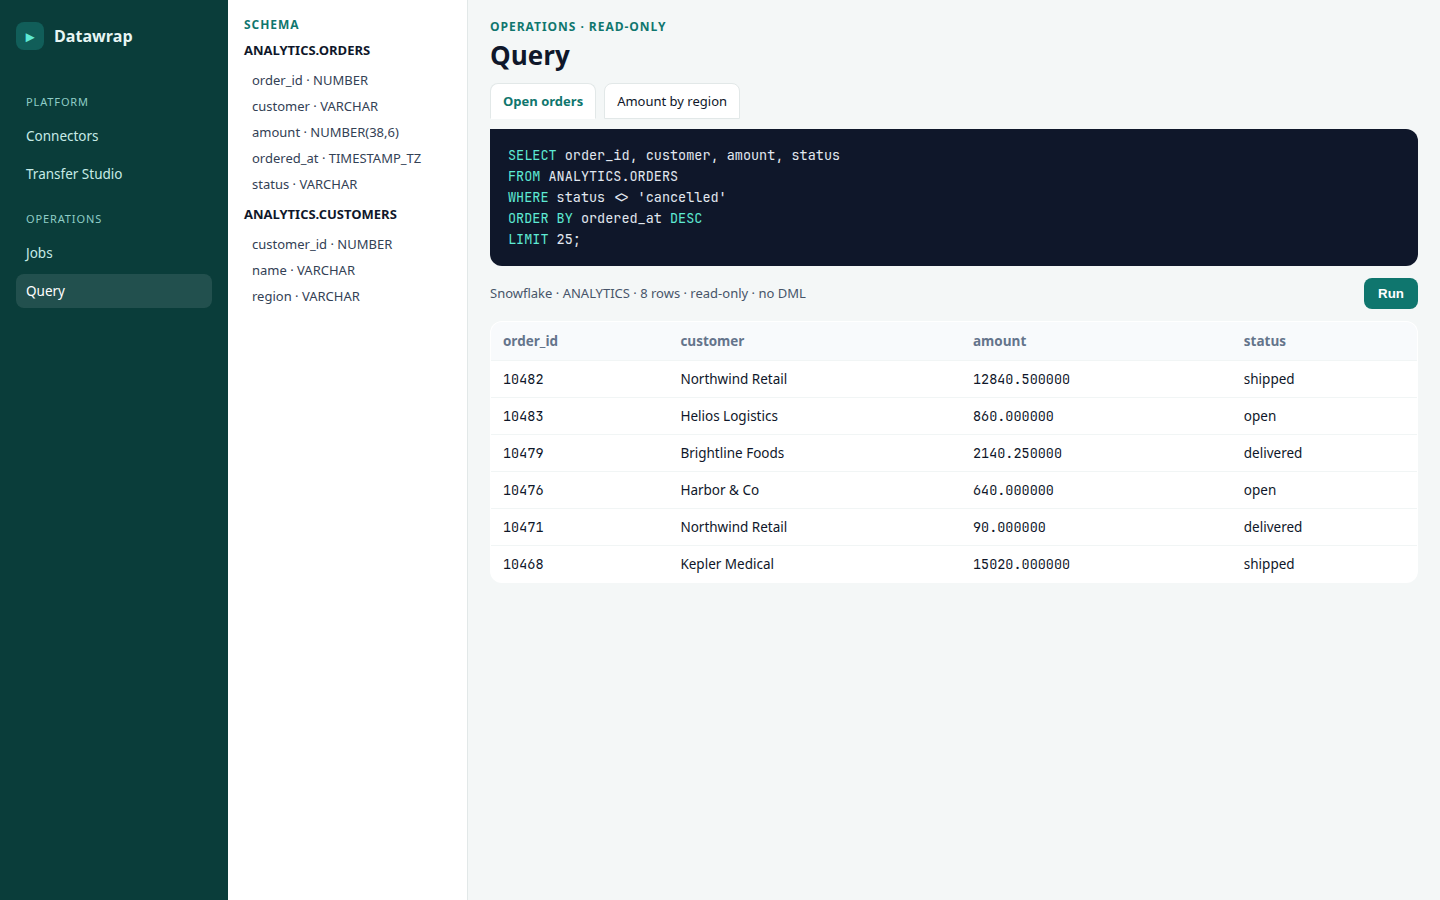 Datawrap
PLATFORM
Connectors
Transfer Studio
OPERATIONS
Jobs
Query
SCHEMA
ANALYTICS.ORDERS
order_id · NUMBER
customer · VARCHAR
amount · NUMBER(38,6)
ordered_at · TIMESTAMP_TZ
status · VARCHAR
ANALYTICS.CUSTOMERS
customer_id · NUMBER
name · VARCHAR
region · VARCHAR
OPERATIONS · READ-ONLY
Query
Open orders Amount by region
SELECT order_id, customer, amount, status
FROM ANALYTICS.ORDERS
WHERE status <> 'cancelled'
ORDER BY ordered_at DESC
LIMIT 25;
Snowflake · ANALYTICS · 8 rows · read-only · no DML Run
order_id customer amount status
10482 Northwind Retail 12840.500000 shipped
10483 Helios Logistics 860.000000 open
10479 Brightline Foods 2140.250000 delivered
10476 Harbor & Co 640.000000 open
10471 Northwind Retail 90.000000 delivered
10468 Kepler Medical 15020.000000 shipped